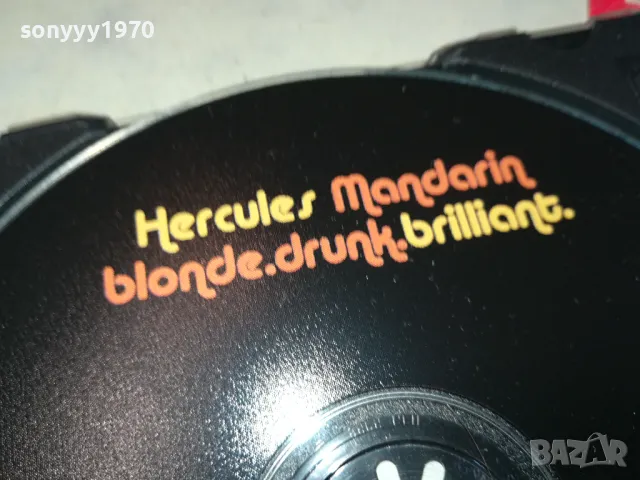 sonyyy1970
Hercules Mandarin
blonde.drunk.brilliant.
BAZAR